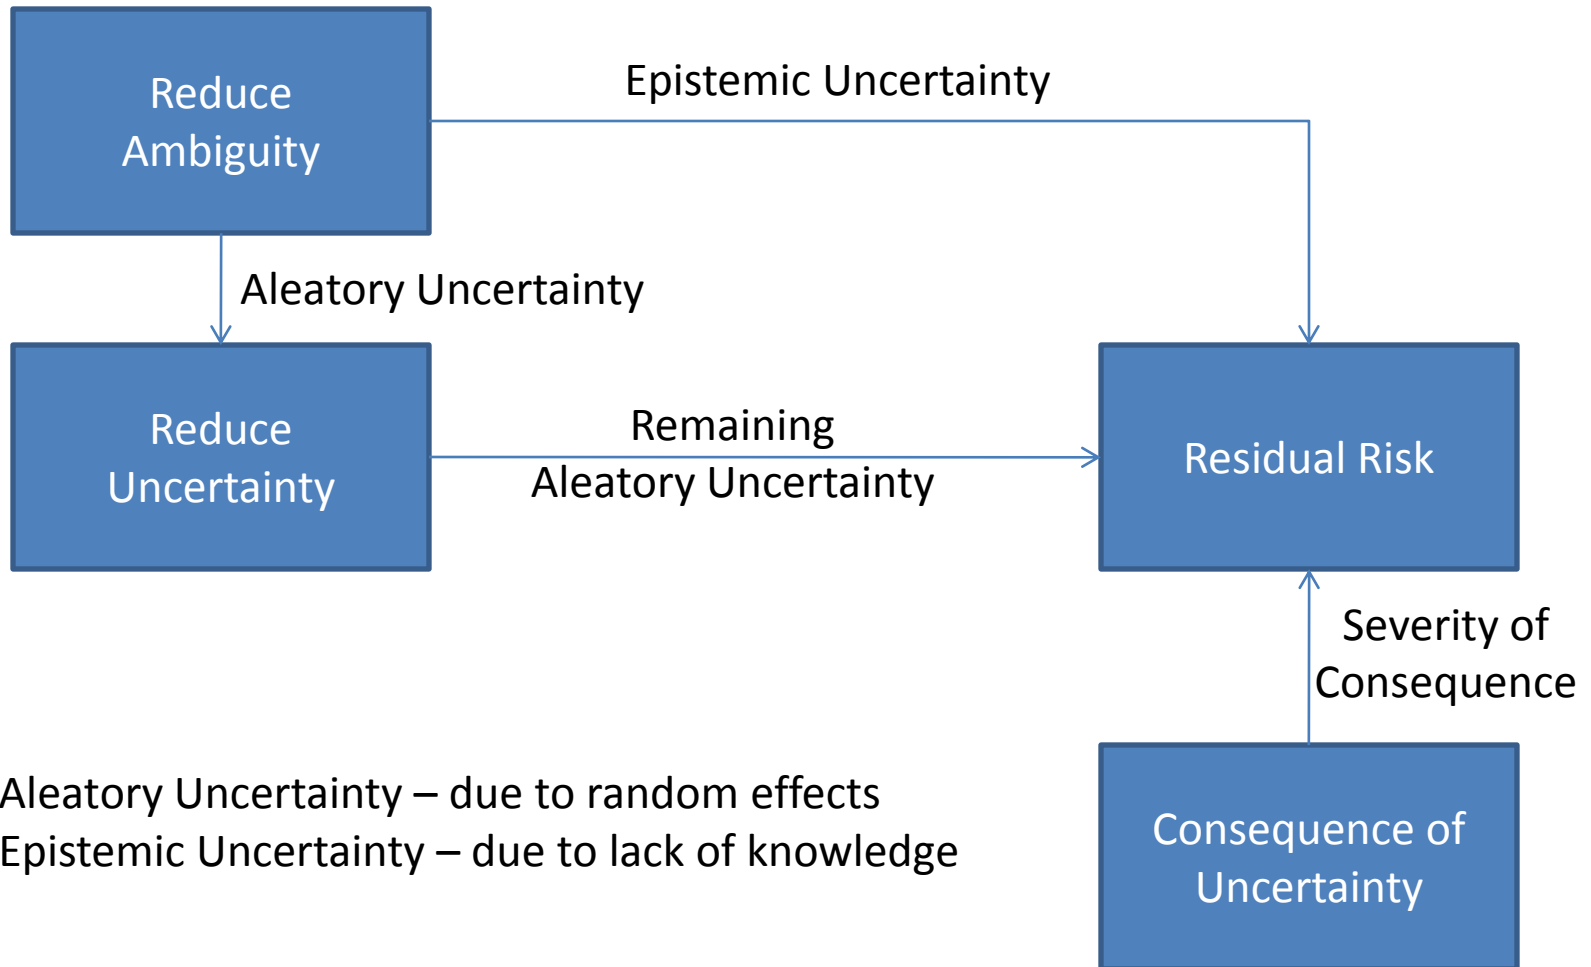 Reduce
Ambiguity
Epistemic Uncertainty
Aleatory Uncertainty
Reduce
Uncertainty
Remaining
Aleatory Uncertainty
Residual Risk
Severity of
Consequence
Aleatory Uncertainty – due to random effects
Epistemic Uncertainty – due to lack of knowledge
Consequence of
Uncertainty